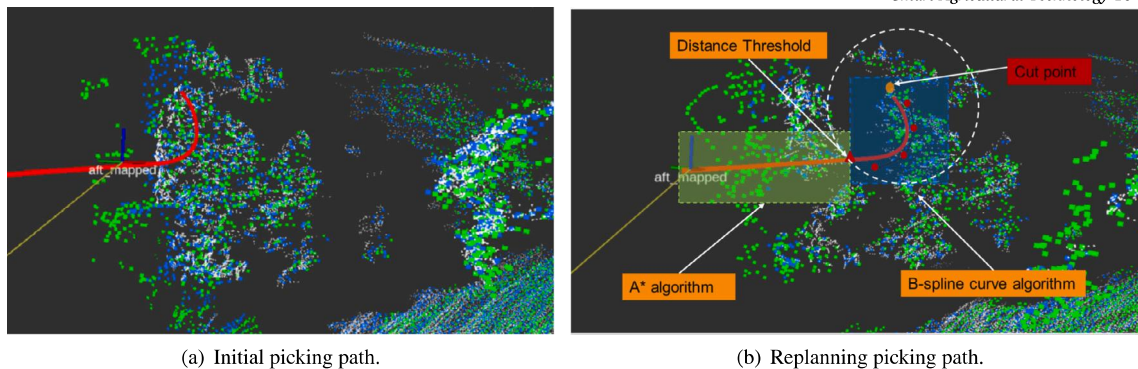 Distance Threshold
Cut point
aft_mapped
aft_mapped
A* algorithm
B-spline curve algorithm
(a) Initial picking path.
(b) Replanning picking path.